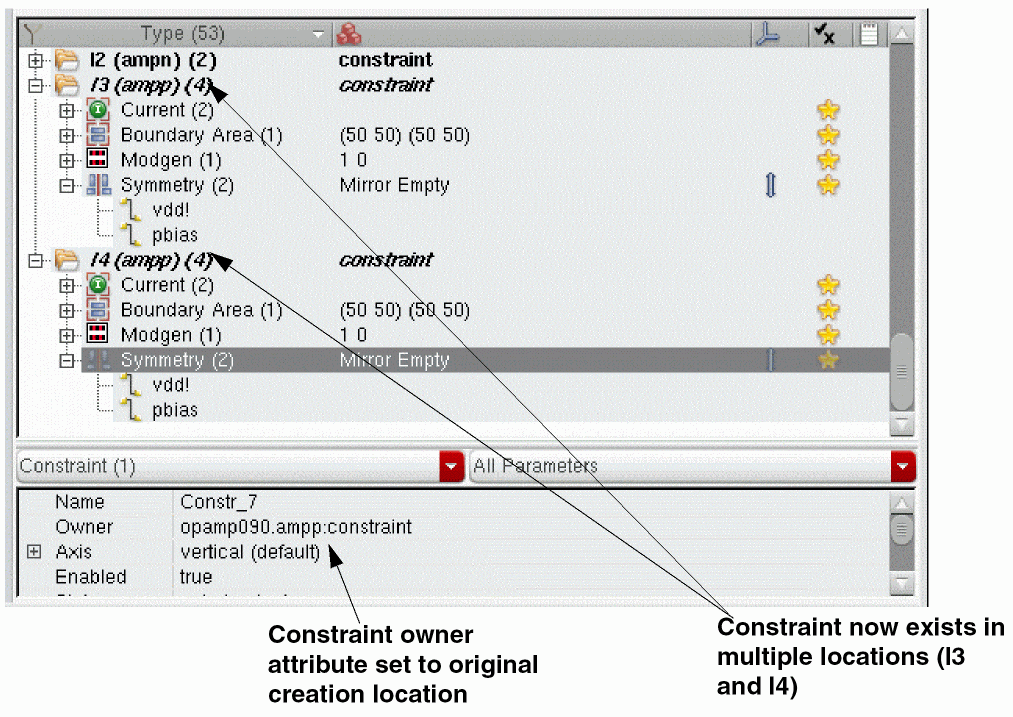 Type (53)
I2 (ampn) (2) constraint
I3 (ampp) (4) constraint
Current (2)
Boundary Area (1) (50 50) (50 50)
Modgen (1) 1 0
Symmetry (2) Mirror Empty
vdd!
pbias
I4 (ampp) (4) constraint
Current (2)
Boundary Area (1) (50 50) (50 50)
Modgen (1) 1 0
Symmetry (2) Mirror Empty
vdd!
pbias
Constraint (1) All Parameters
Name Constr_7
Owner opamp090.ampp:constraint
Axis vertical (default)
Enabled true
Constraint owner
attribute set to original
creation location
Constraint now exists in
multiple locations (I3
and I4)